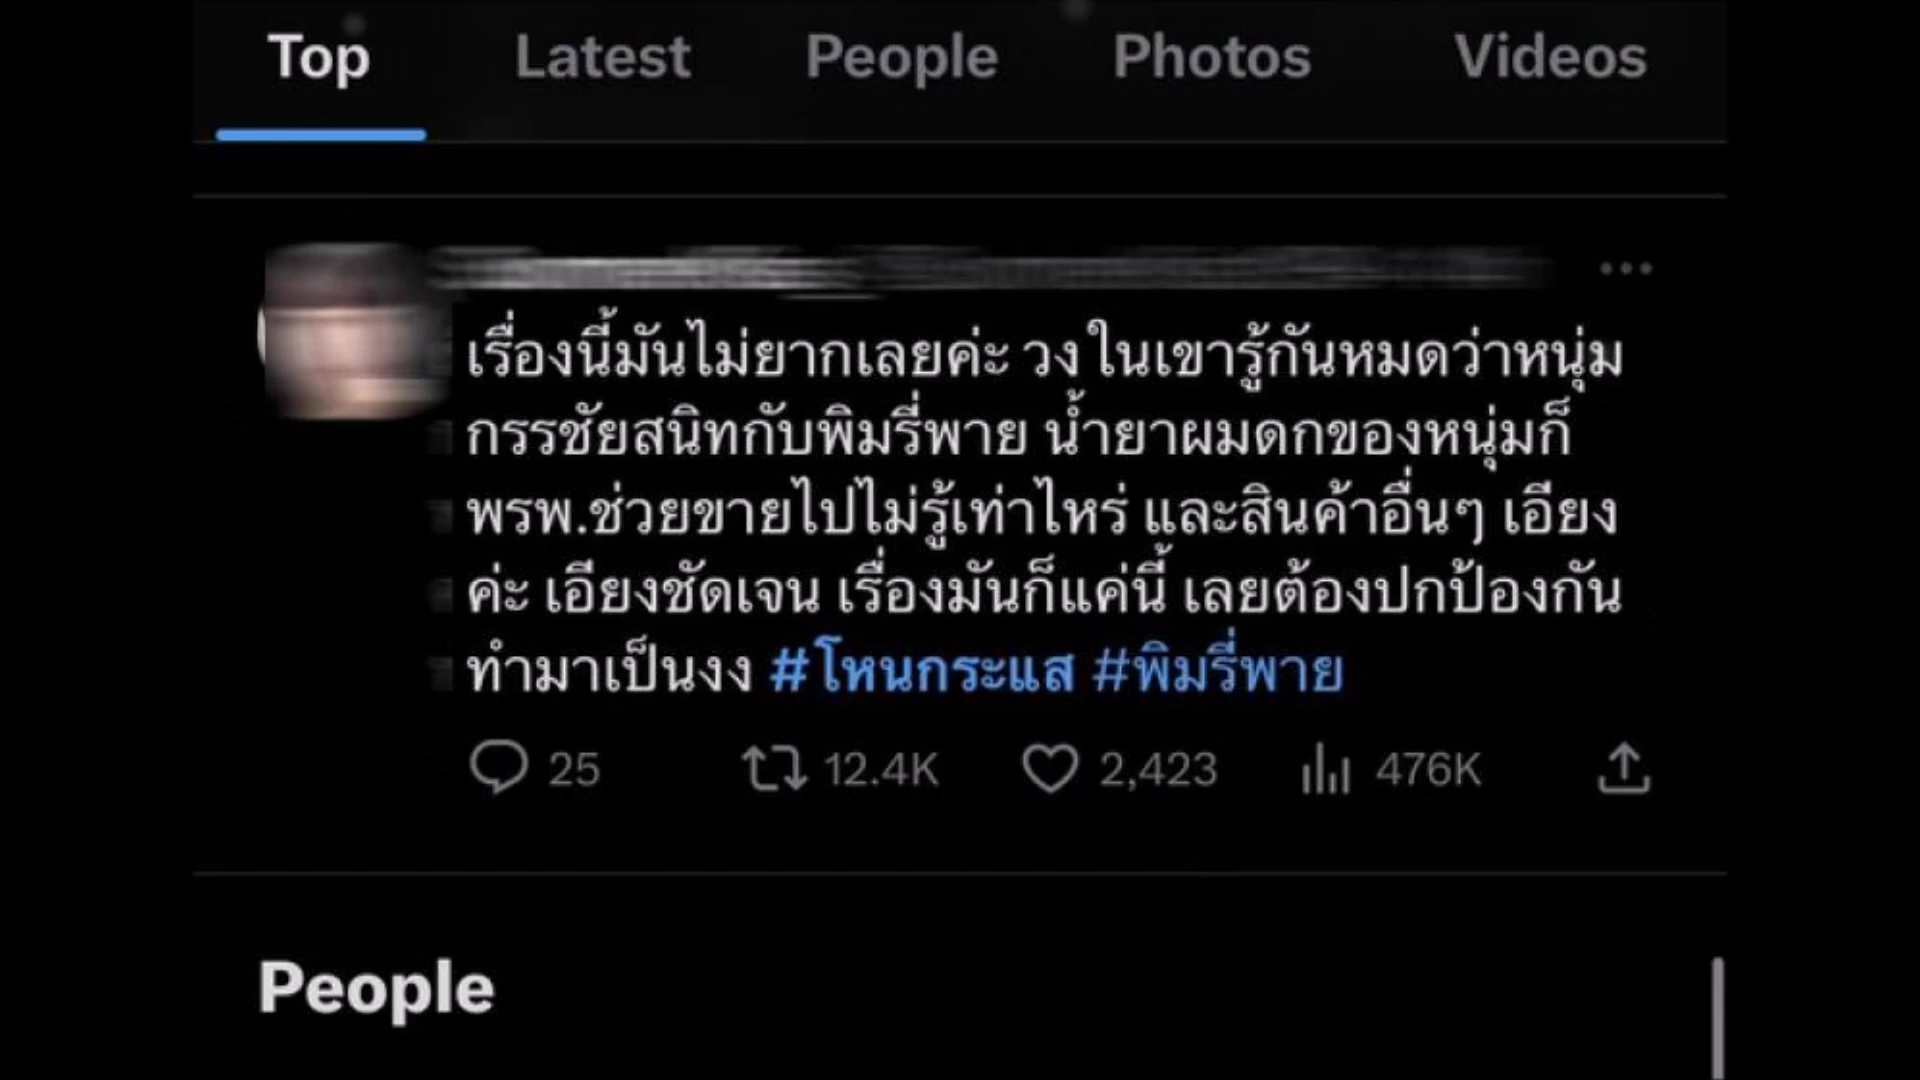 Top Latest People Photos Videos
เรื่องนี้มันไม่ยากเลยค่ะ วงในเขารู้กันหมดว่าหนุ่ม
กรรชัยสนิทกับพิมรี่พาย น้ำยาผมดกของหนุ่มก็
พรพ.ช่วยขายไปไม่รู้เท่าไหร่ และสินค้าอื่นๆ เอียง
ค่ะ เอียงชัดเจน เรื่องมันก็แค่นี้ เลยต้องปกป้องกัน
ทำมาเป็นงง #โหนกระแส #พิมรี่พาย
25 12.4K 2,423 476K
People